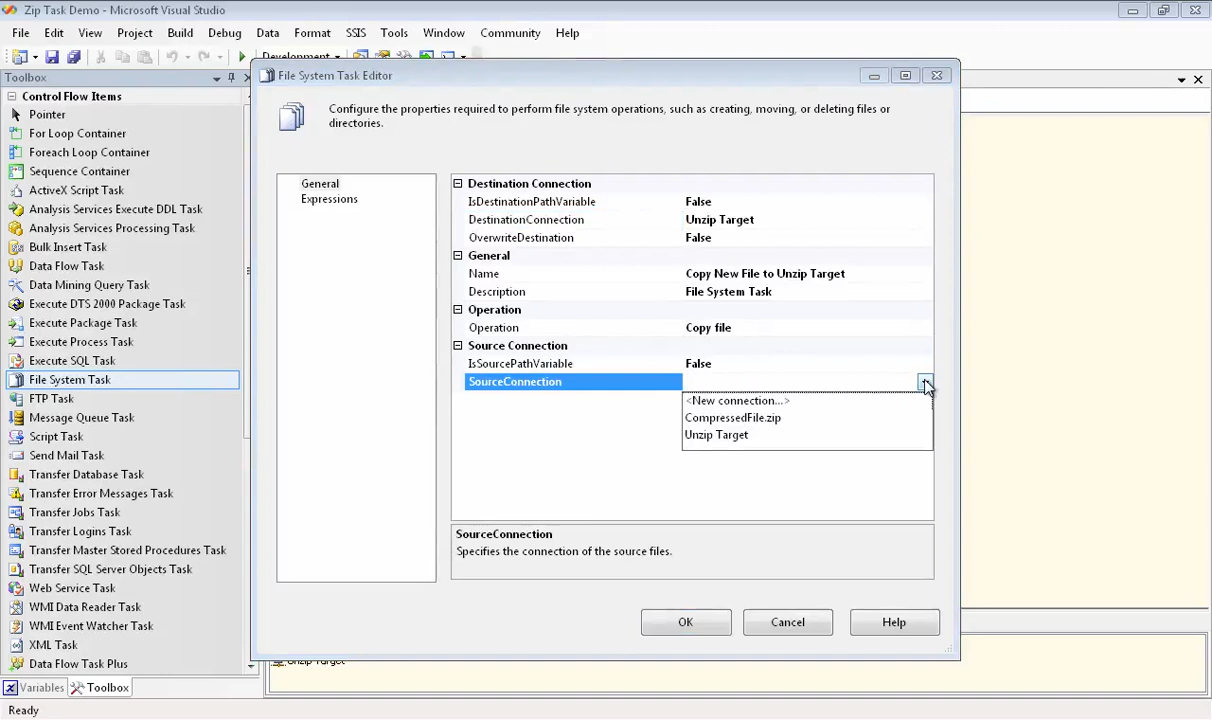 Zip Task Demo - Microsoft Visual Studio
File Edit View Project Build Debug Data Format SSIS Tools Window Community Help
Development
Toolbox
Control Flow Items
Pointer
For Loop Container
Foreach Loop Container
Sequence Container
ActiveX Script Task
Analysis Services Execute DDL Task
Analysis Services Processing Task
Bulk Insert Task
Data Flow Task
Data Mining Query Task
Execute DTS 2000 Package Task
Execute Package Task
Execute Process Task
Execute SQL Task
File System Task
FTP Task
Message Queue Task
Script Task
Send Mail Task
Transfer Database Task
Transfer Error Messages Task
Transfer Jobs Task
Transfer Logins Task
Transfer Master Stored Procedures Task
Transfer SQL Server Objects Task
Web Service Task
WMI Data Reader Task
WMI Event Watcher Task
XML Task
Data Flow Task Plus
Variables Toolbox
Ready
File System Task Editor
Configure the properties required to perform file system operations, such as creating, moving, or deleting files or
directories.
General
Expressions
Destination Connection
IsDestinationPathVariable False
DestinationConnection Unzip Target
OverwriteDestination False
General
Name Copy New File to Unzip Target
Description File System Task
Operation
Operation Copy file
Source Connection
IsSourcePathVariable False
SourceConnection
<New connection...>
CompressedFile.zip
Unzip Target
SourceConnection
Specifies the connection of the source files.
OK Cancel Help
Unzip Target